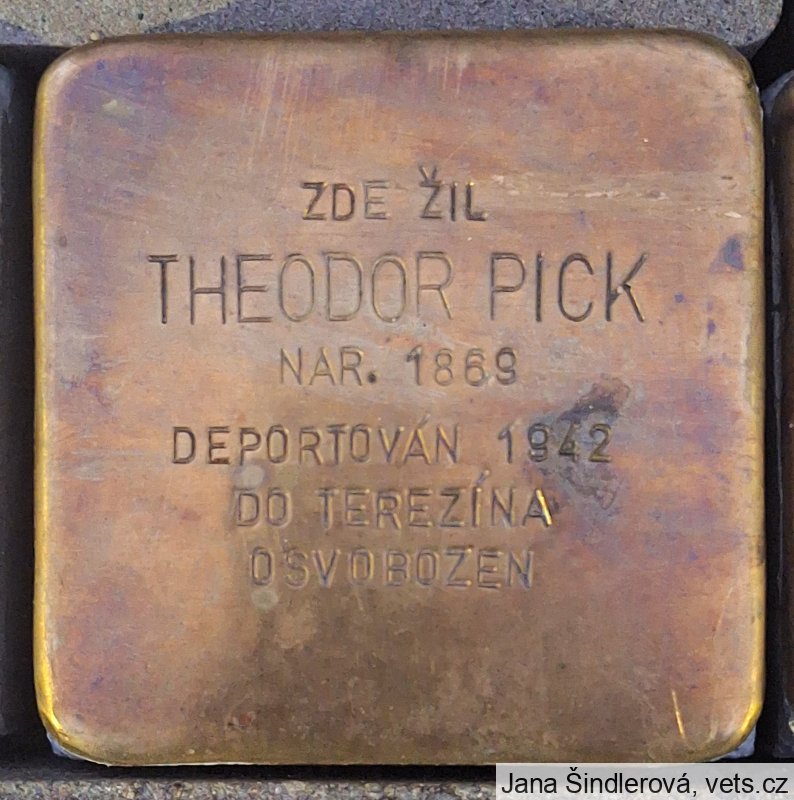 ZDE ŽIL
THEODOR PICK
NAR. 1869
DEPORTOVÁN 1942
DO TEREZÍNA
OSVOBOZEN
Jana Šindlerová, vets.cz